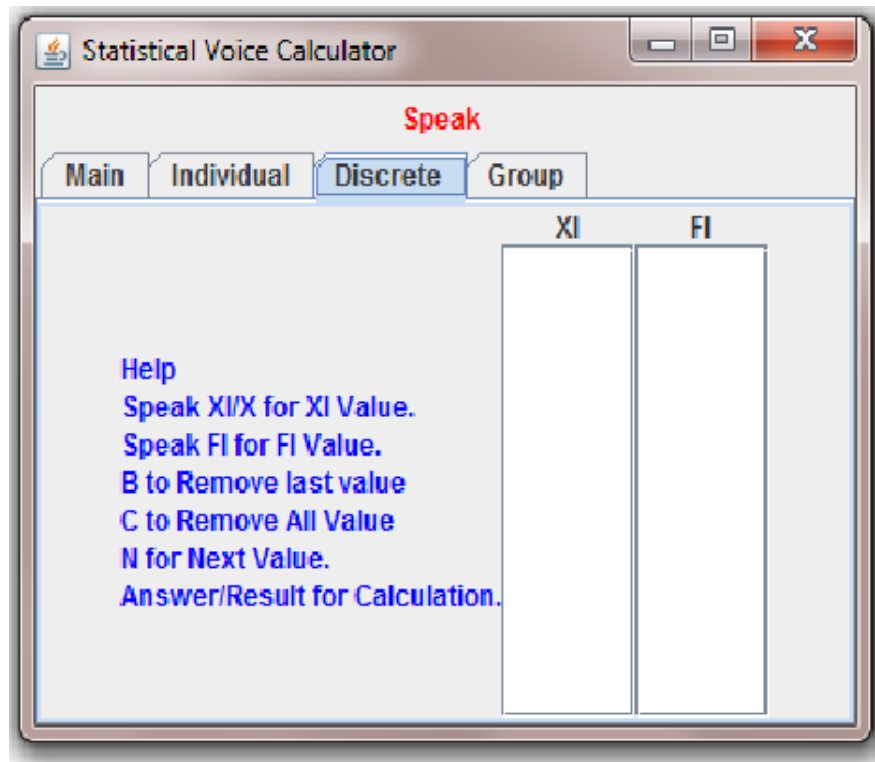 Statistical Voice Calculator
Speak
Main Individual Discrete Group
XI FI
Help
Speak XI/X for XI Value.
Speak FI for FI Value.
B to Remove last value
C to Remove All Value
N for Next Value.
Answer/Result for Calculation.